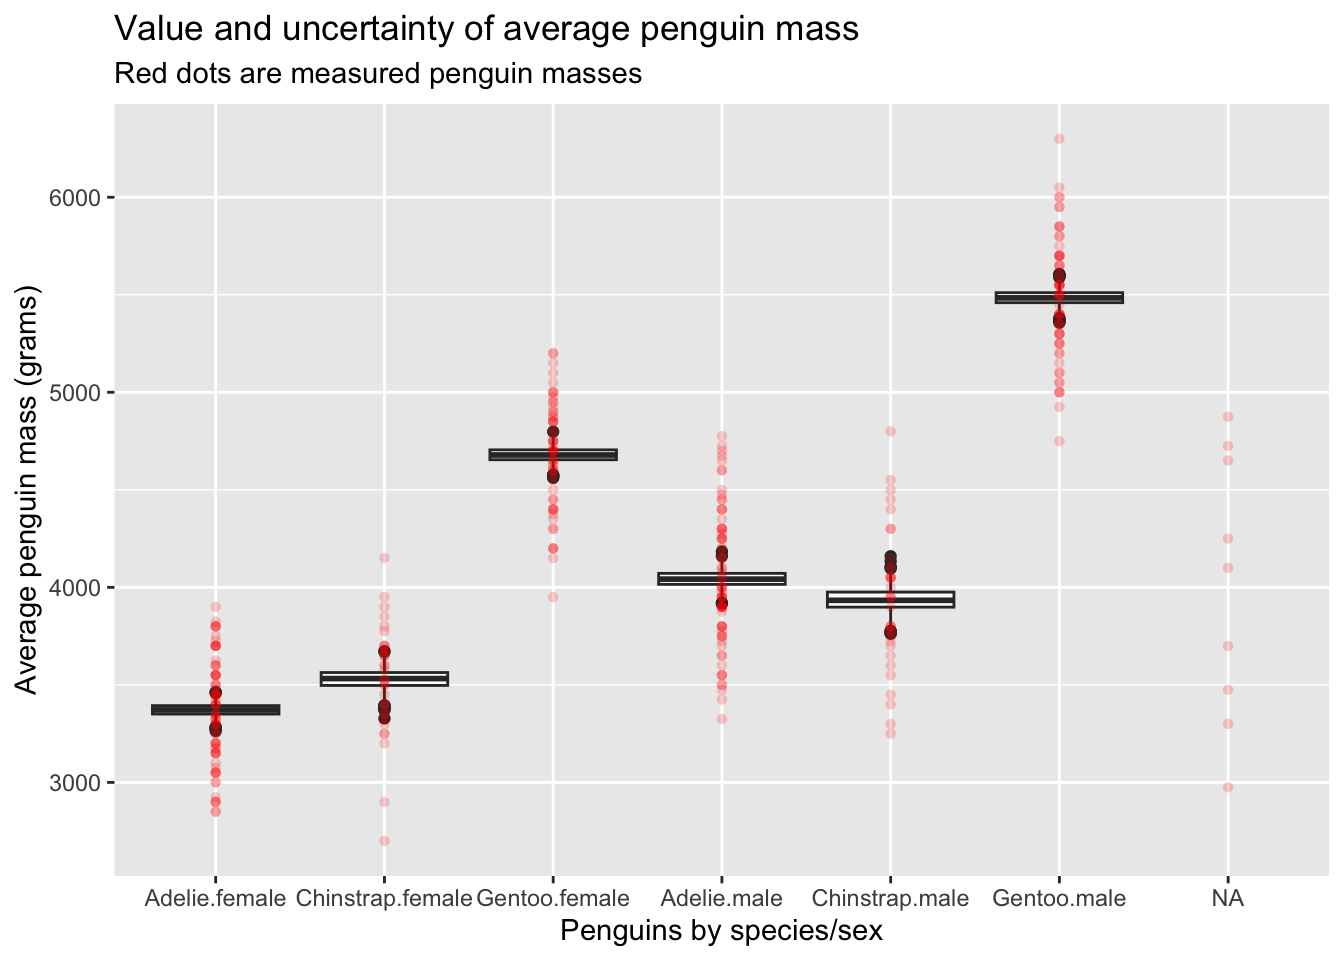 Value and uncertainty of average penguin mass
Red dots are measured penguin masses
Average penguin mass (grams)
6000
5000
4000
3000
Adelie.female Chinstrap.female Gentoo.female Adelie.male Chinstrap.male Gentoo.male NA
Penguins by species/sex